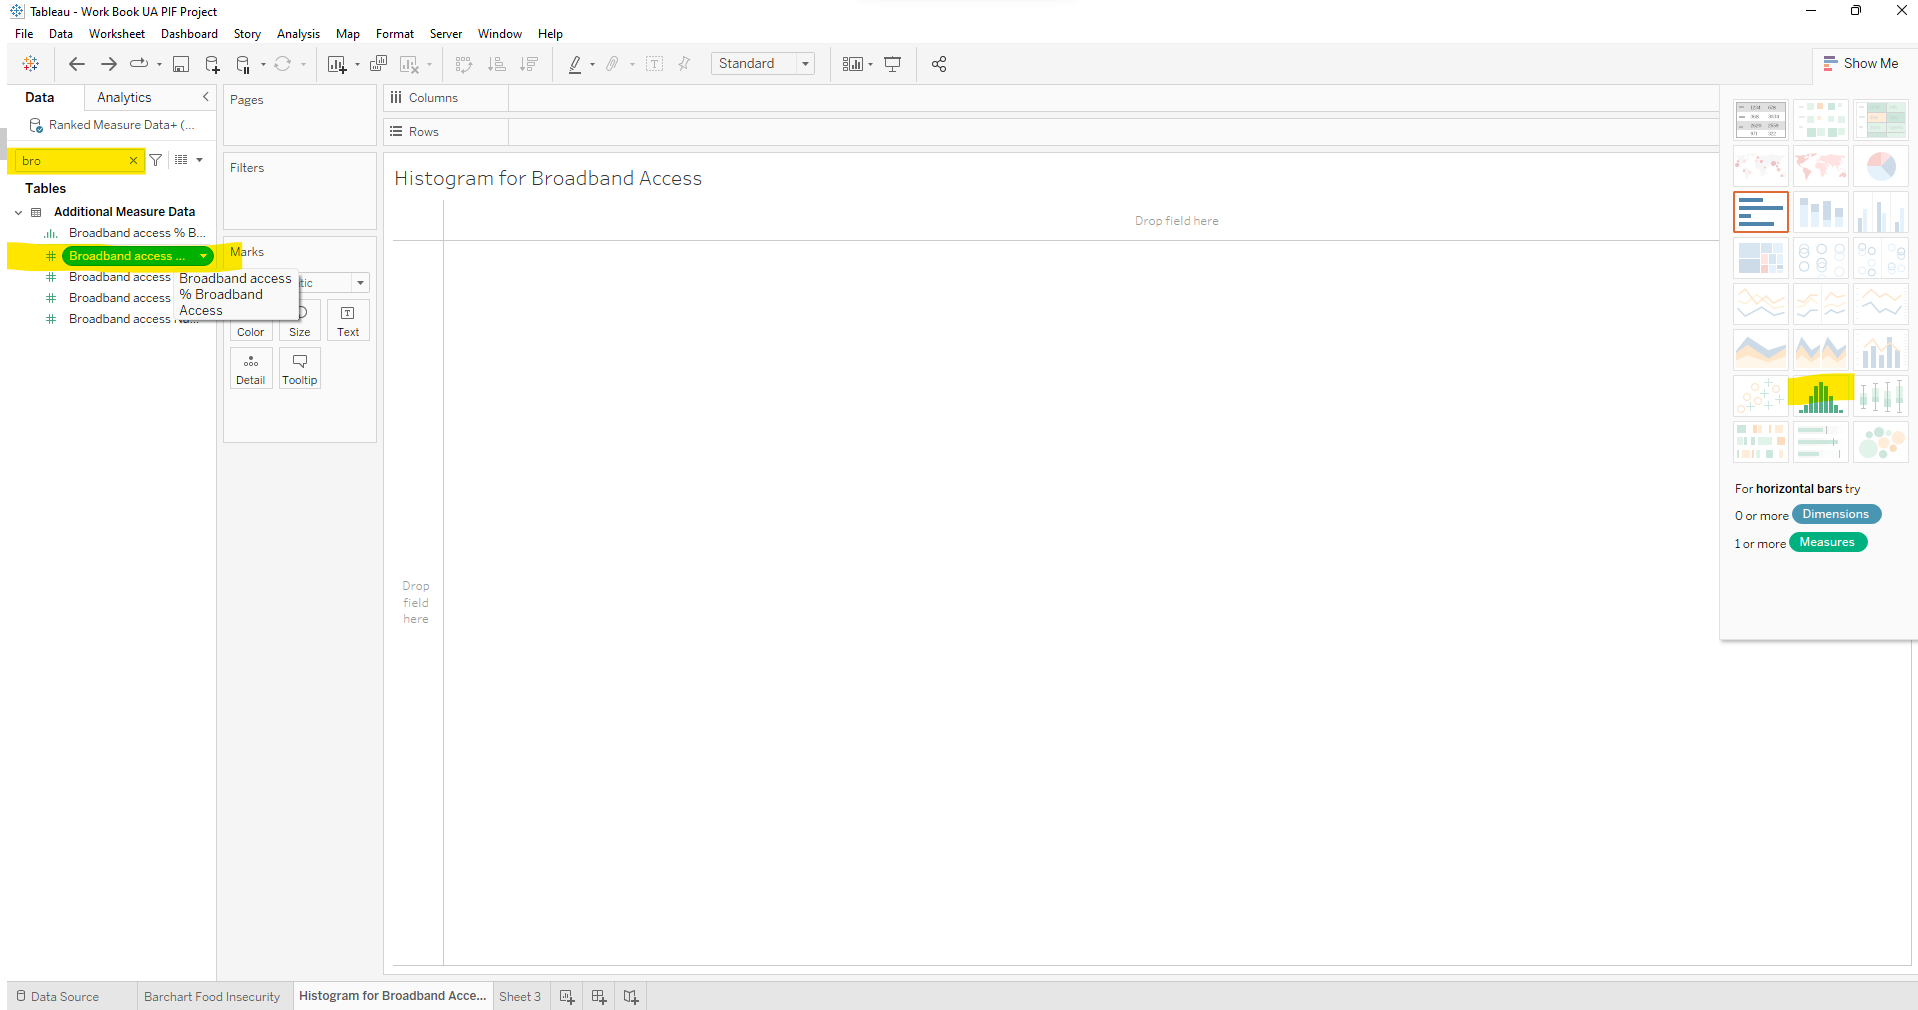 Tableau - Work Book UA PIF Project
File Data Worksheet Dashboard Story Analysis Map Format Server Window Help
Standard
Show Me
Data Analytics
Pages
Columns
Ranked Measure Data+ (...
Rows
bro
Filters
Histogram for Broadband Access
Tables
Additional Measure Data
Drop field here
Broadband access % B...
Broadband access ...
Marks
Broadband access
Broadband access
% Broadband
Access
tic
Broadband access
Broadband access
Color Size Text
Detail Tooltip
For horizontal bars try
0 or more Dimensions
1 or more Measures
Drop
field
here
Data Source Barchart Food Insecurity Histogram for Broadband Acce... Sheet 3